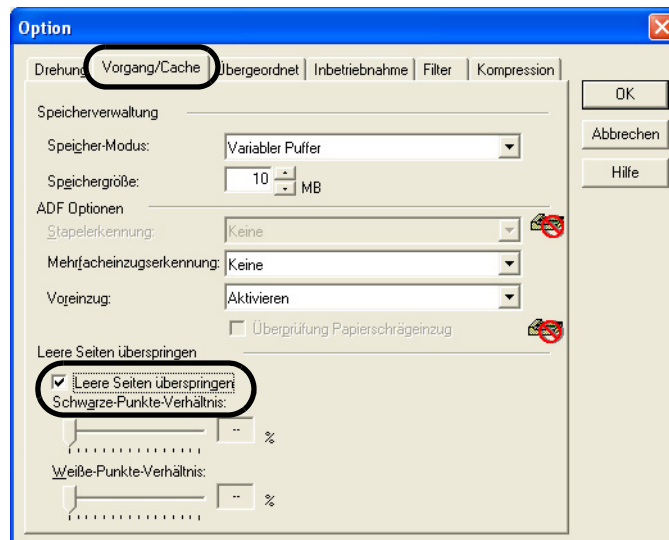 Option
Drehung Vorgang/Cache Übergeordnet Inbetriebnahme Filter Kompression
OK
Abbrechen
Hilfe
Speicherverwaltung
Speicher-Modus: Variabler Puffer
Speichergröße: 10 MB
ADF Optionen
Stapelerkennung: Keine
Mehrfacheinzugserkennung: Keine
Voreinzug: Aktivieren
Überprüfung Papierschrägeinzug
Leere Seiten überspringen
Leere Seiten überspringen
Schwarze-Punkte-Verhältnis:
-- %
Weiße-Punkte-Verhältnis:
-- %